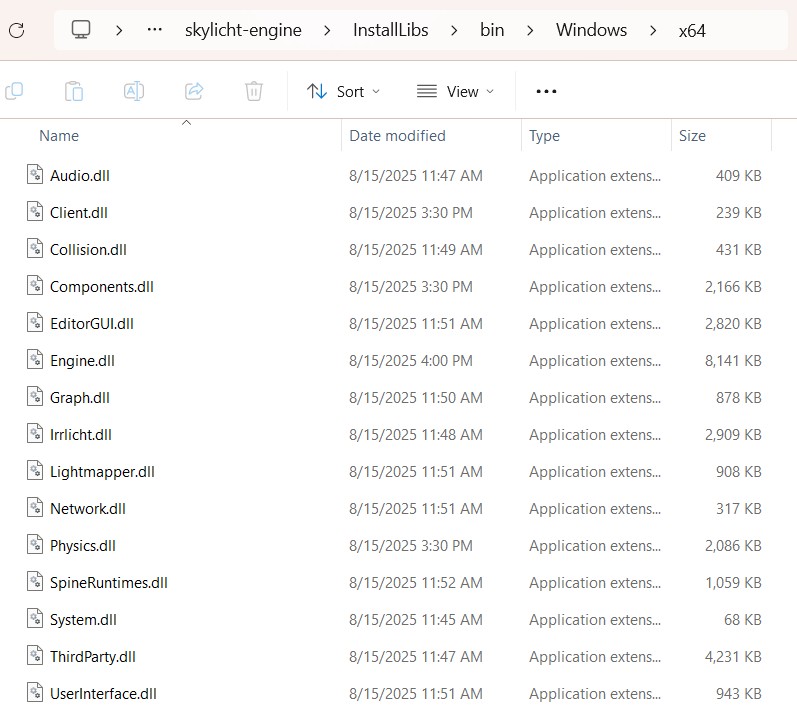 skylicht-engine > InstallLibs > bin > Windows > x64
Sort View
Name Date modified Type Size
Audio.dll 8/15/2025 11:47 AM Application extens... 409 KB
Client.dll 8/15/2025 3:30 PM Application extens... 239 KB
Collision.dll 8/15/2025 11:49 AM Application extens... 431 KB
Components.dll 8/15/2025 3:30 PM Application extens... 2,166 KB
EditorGUI.dll 8/15/2025 11:51 AM Application extens... 2,820 KB
Engine.dll 8/15/2025 4:00 PM Application extens... 8,141 KB
Graph.dll 8/15/2025 11:50 AM Application extens... 878 KB
Irrlicht.dll 8/15/2025 11:48 AM Application extens... 2,909 KB
Lightmapper.dll 8/15/2025 11:51 AM Application extens... 908 KB
Network.dll 8/15/2025 11:51 AM Application extens... 317 KB
Physics.dll 8/15/2025 3:30 PM Application extens... 2,086 KB
SpineRuntimes.dll 8/15/2025 11:52 AM Application extens... 1,059 KB
System.dll 8/15/2025 11:45 AM Application extens... 68 KB
ThirdParty.dll 8/15/2025 11:47 AM Application extens... 4,231 KB
UserInterface.dll 8/15/2025 11:51 AM Application extens... 943 KB